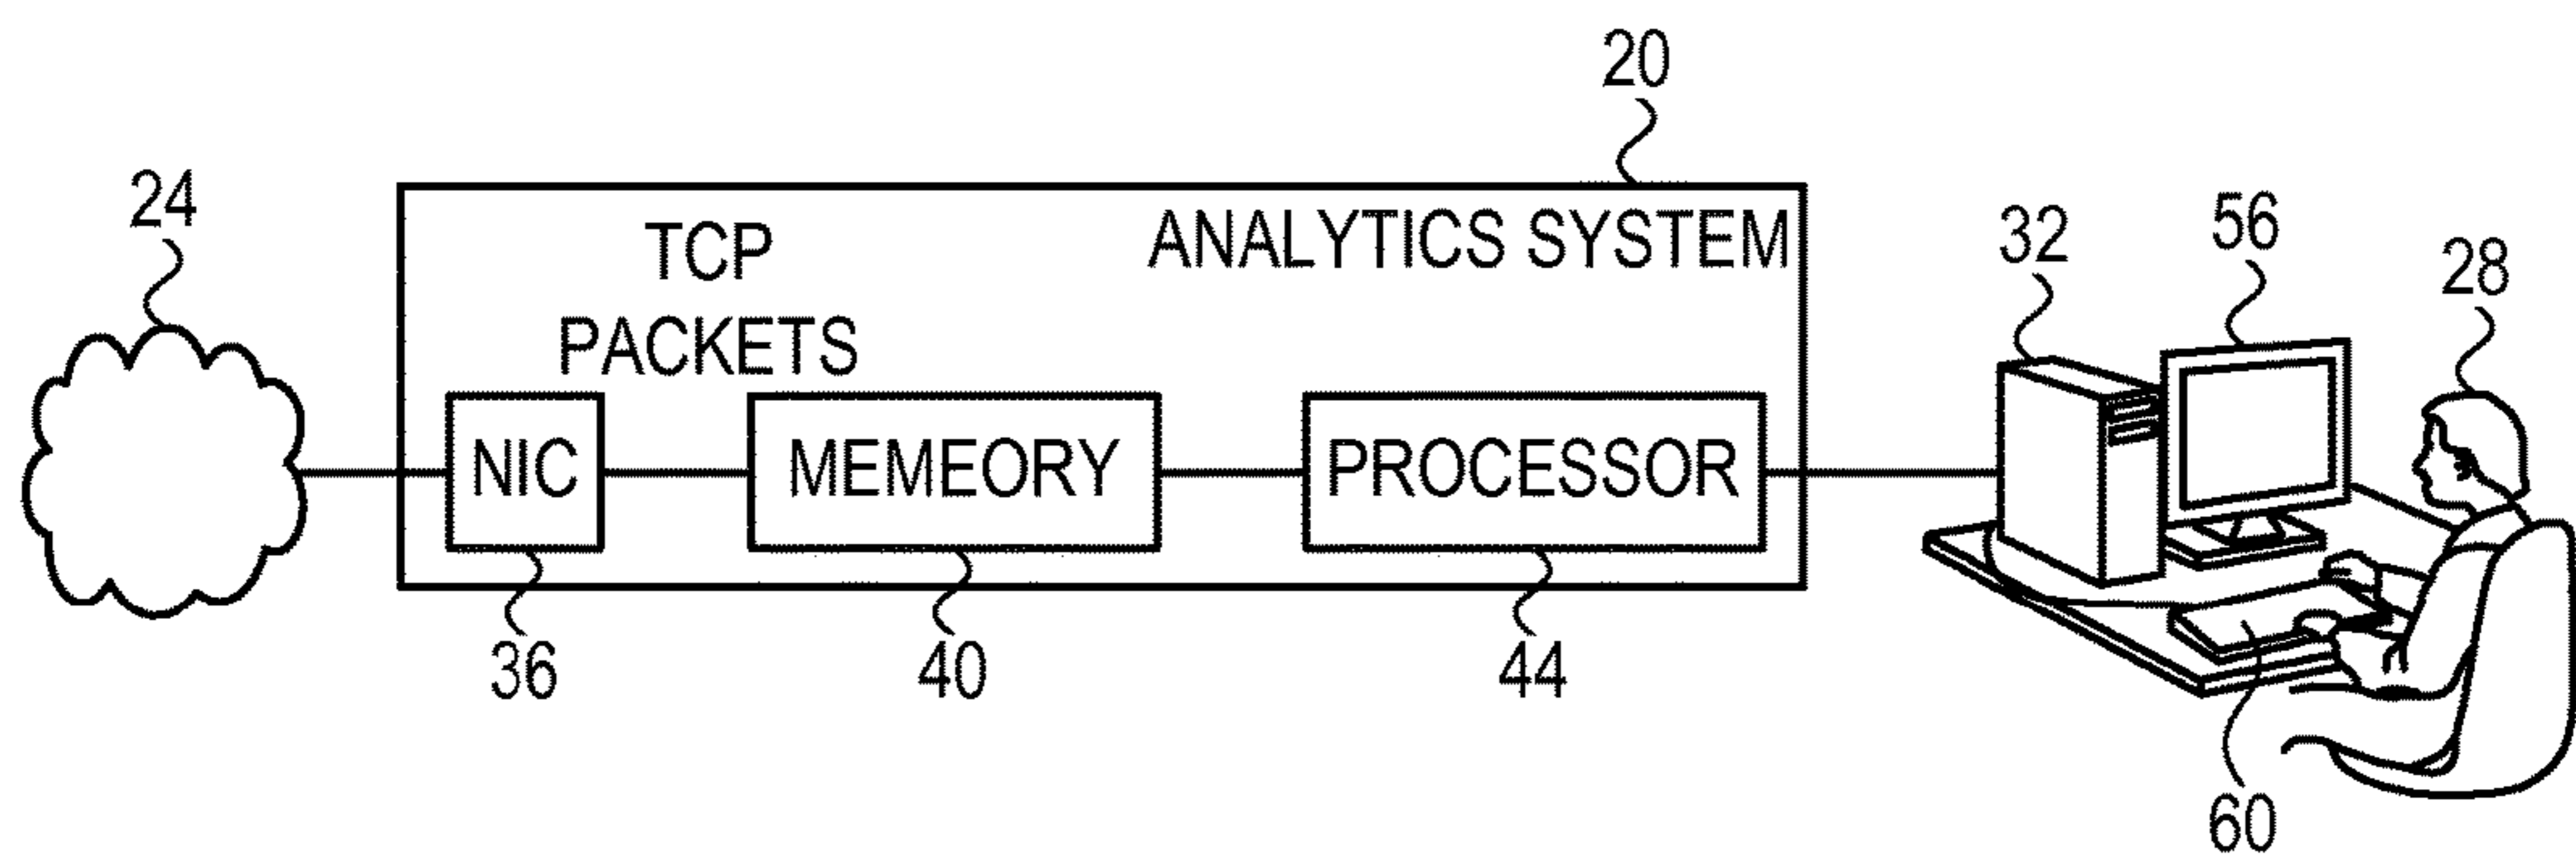 20
24
TCP
PACKETS
ANALYTICS SYSTEM
32
56
28
NIC
MEMEORY
PROCESSOR
36
40
44
60